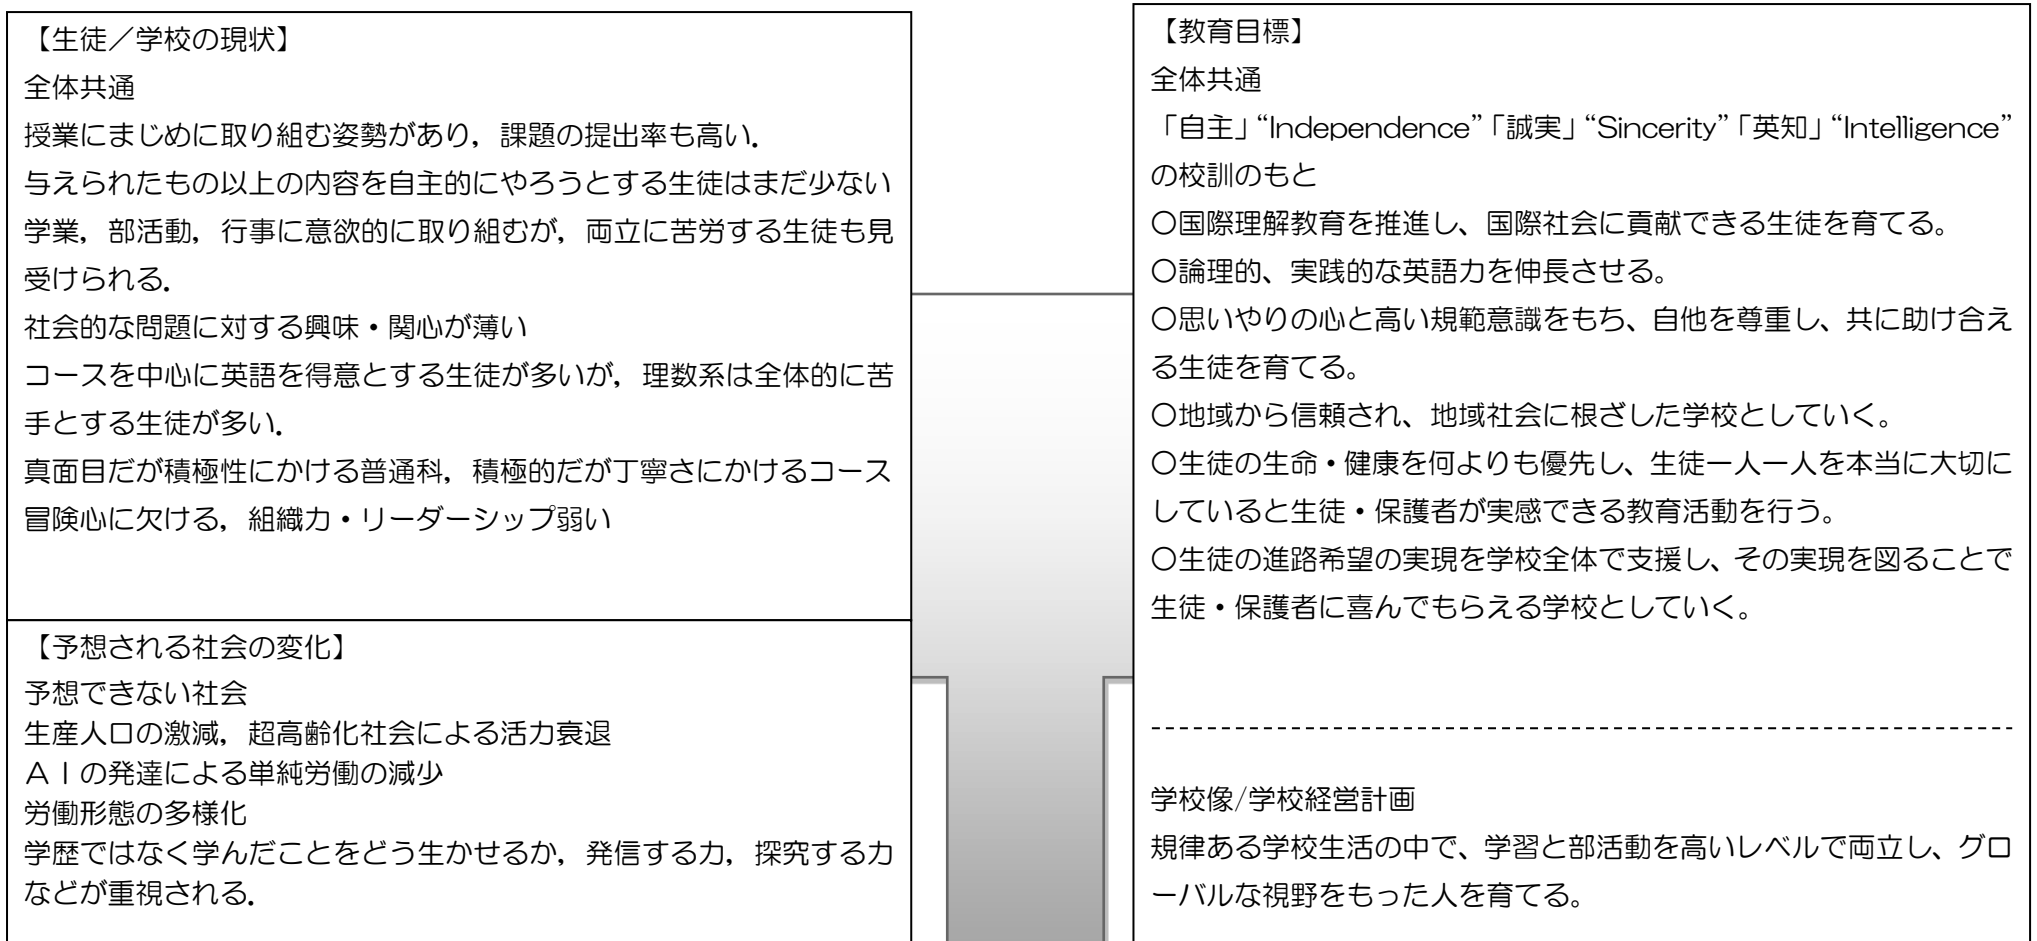 【生徒／学校の現状】
全体共通
授業にまじめに取り組む姿勢があり，課題の提出率も高い．
与えられたもの以上の内容を自主的にやろうとする生徒はまだ少ない
学業，部活動，行事に意欲的に取り組むが，両立に苦労する生徒も見
受けられる．
社会的な問題に対する興味・関心が薄い
コースを中心に英語を得意とする生徒が多いが，理数系は全体的に苦
手とする生徒が多い．
真面目だが積極性にかける普通科，積極的だが丁寧さにかけるコース
冒険心に欠ける，組織力・リーダーシップ弱い
【予想される社会の変化】
予想できない社会
生産人口の激減，超高齢化社会による活力衰退
ＡＩの発達による単純労働の減少
労働形態の多様化
学歴ではなく学んだことをどう生かせるか，発信する力，探究する力
などが重視される．
【教育目標】
全体共通
「自主」“Independence”「誠実」“Sincerity”「英知」“Intelligence”
の校訓のもと
〇国際理解教育を推進し、国際社会に貢献できる生徒を育てる。
〇論理的、実践的な英語力を伸長させる。
〇思いやりの心と高い規範意識をもち、自他を尊重し、共に助け合え
る生徒を育てる。
〇地域から信頼され、地域社会に根ざした学校としていく。
〇生徒の生命・健康を何よりも優先し、生徒一人一人を本当に大切に
していると生徒・保護者が実感できる教育活動を行う。
〇生徒の進路希望の実現を学校全体で支援し、その実現を図ることで
生徒・保護者に喜んでもらえる学校としていく。
学校像/学校経営計画
規律ある学校生活の中で、学習と部活動を高いレベルで両立し、グロ
ーバルな視野をもった人を育てる。